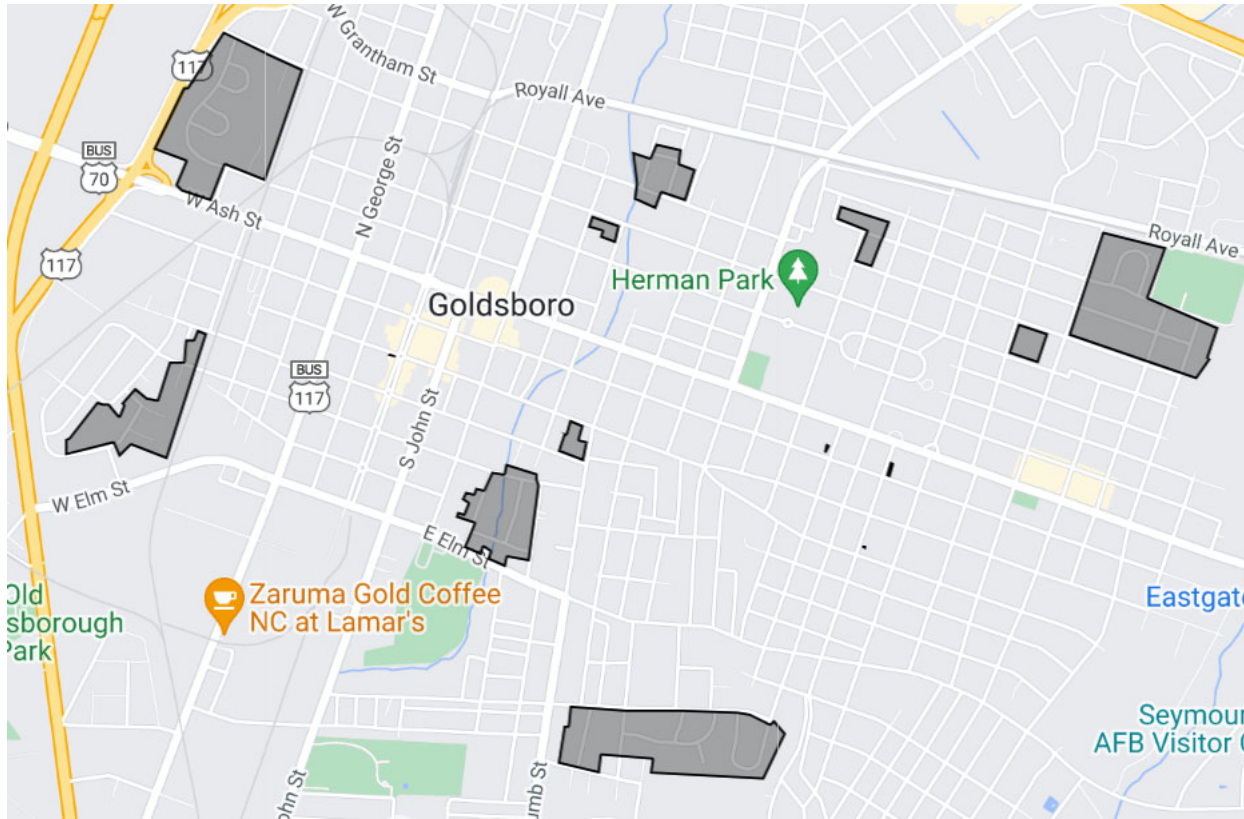 W Grantham St
117
Royall Ave
BUS
70
N George St
W Ash St
Royall Ave
117
Herman Park
Goldsboro
BUS
117
S John St
W Elm St
E Elm St
Zaruma Gold Coffee
NC at Lamar's
Old
sborough
Park
Eastgate
Seymour
AFB Visitor C
ohn St
umb St